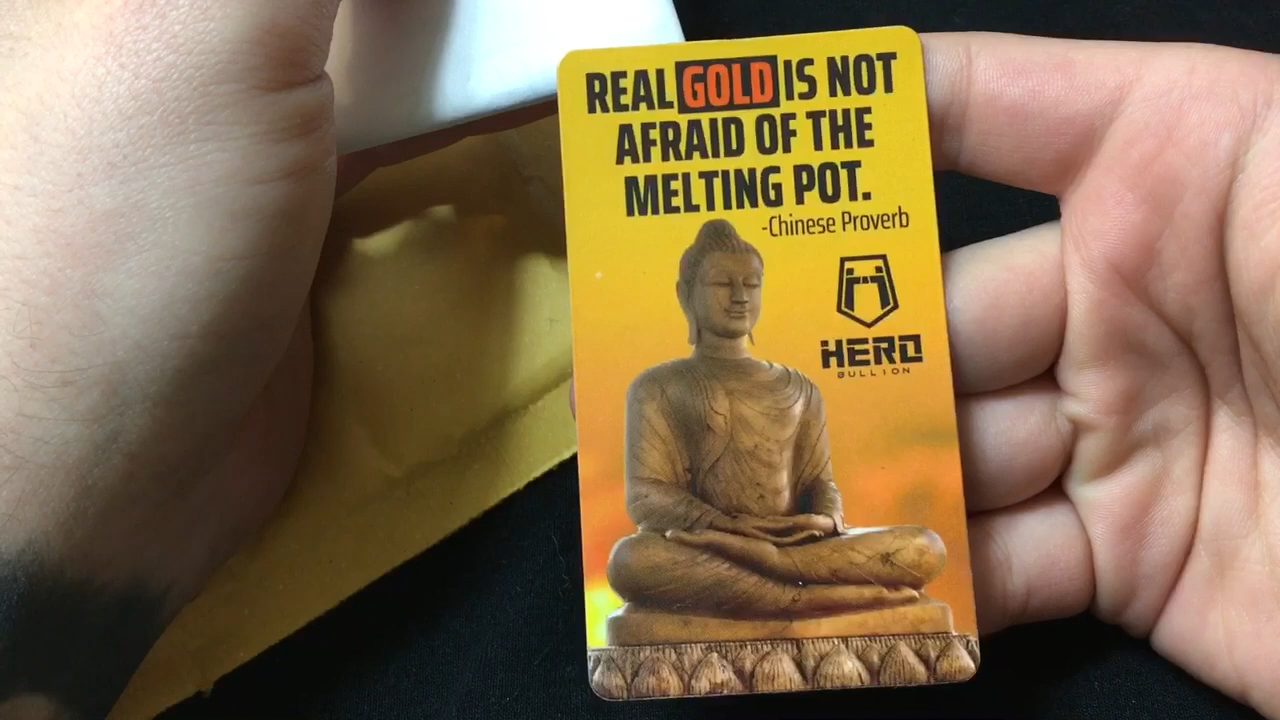 REAL GOLD IS NOT
AFRAID OF THE
MELTING POT.
-Chinese Proverb
HERO
BULLION